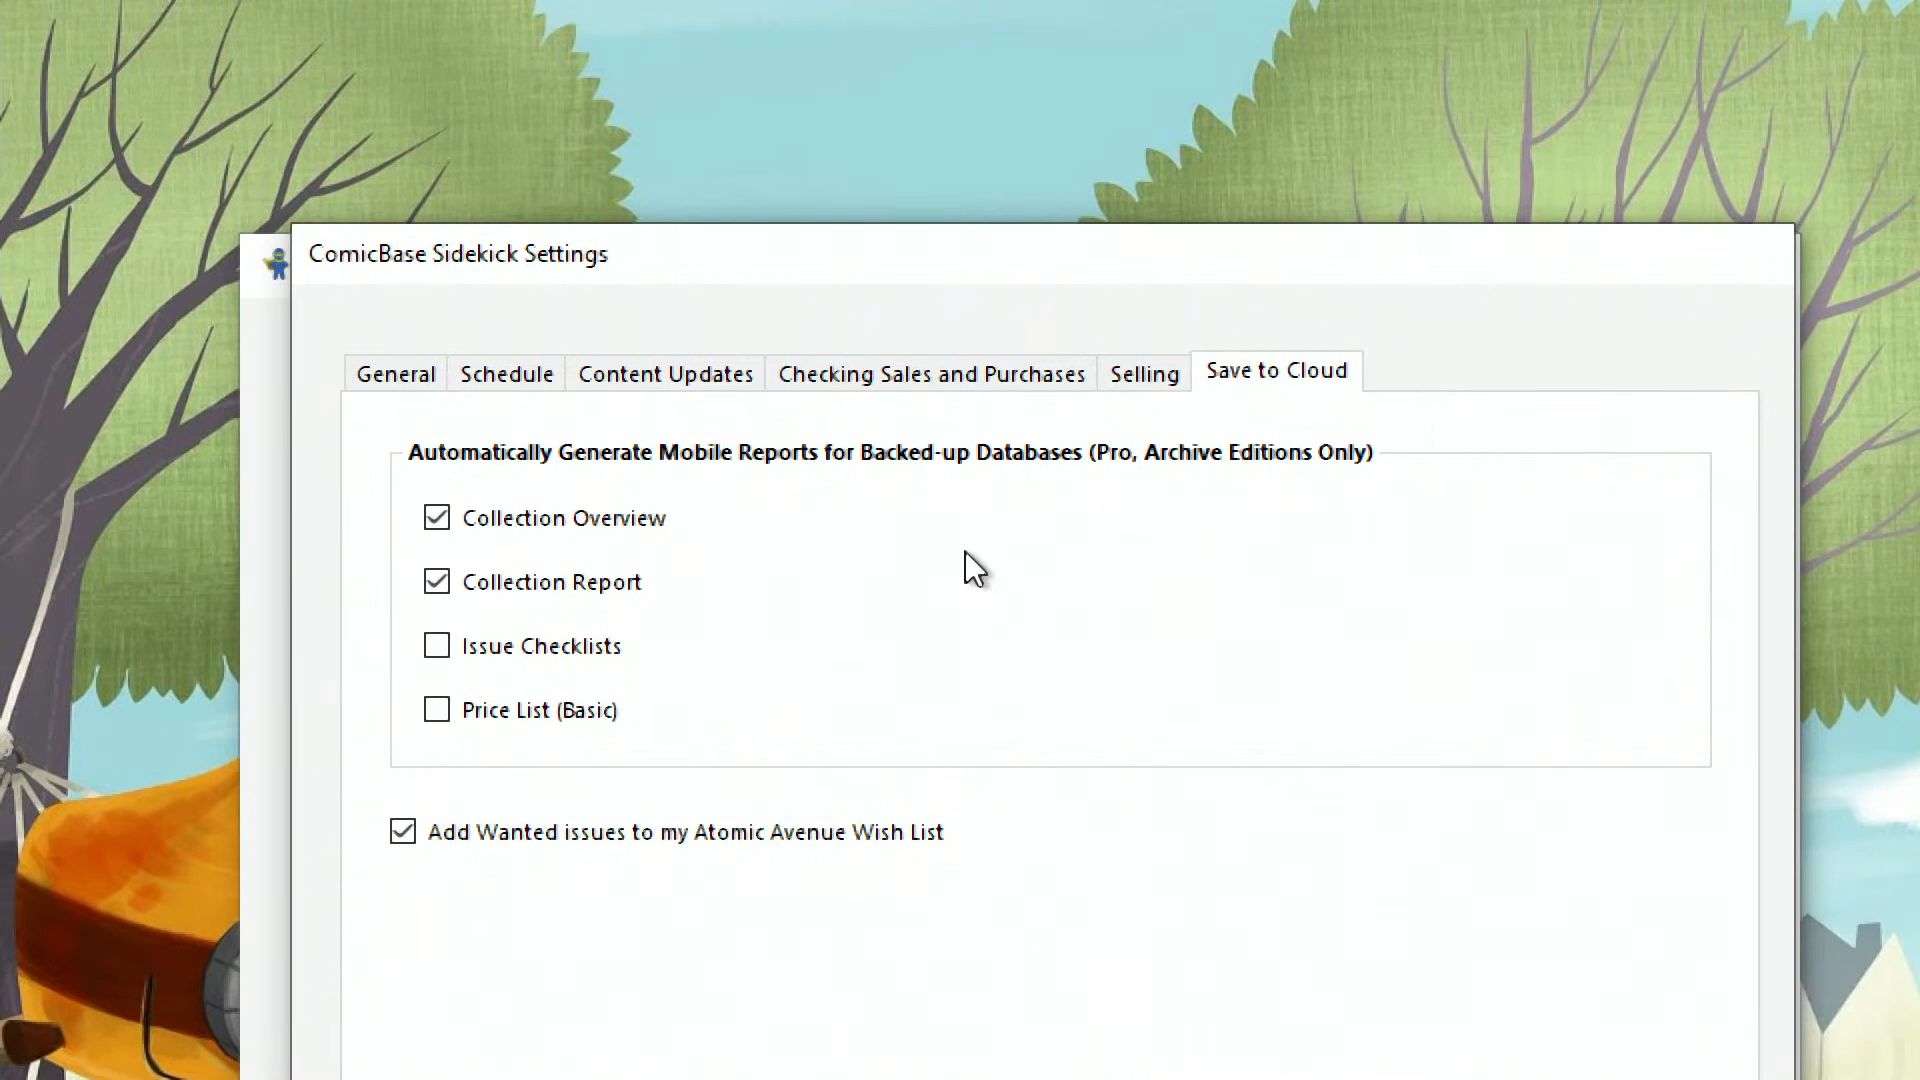 ComicBase Sidekick Settings
General Schedule Content Updates Checking Sales and Purchases Selling Save to Cloud
Automatically Generate Mobile Reports for Backed-up Databases (Pro, Archive Editions Only)
Collection Overview
Collection Report
Issue Checklists
Price List (Basic)
Add Wanted issues to my Atomic Avenue Wish List